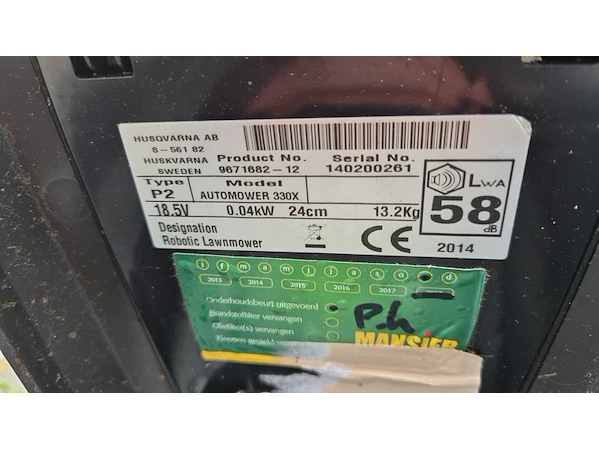 HUSQVARNA AB
S-561 82
HUSKVARNA
SWEDEN
Product No. Serial No.
9671682-12 140200261
Type Model
P2 AUTOMOWER 330X
18.5V 0.04kW 24cm 13.2Kg
Designation
Robotic Lawnmower
CE
2014
LWA
58
dB
j f m a m j j a s o d
2013 2014 2015 2016 2017
Onderhoudsbeurt uitgevoerd
Brandstoffilter vervangen
Oliefilter(s) vervangen
Kleppen gesteld
P.h
MANSIER